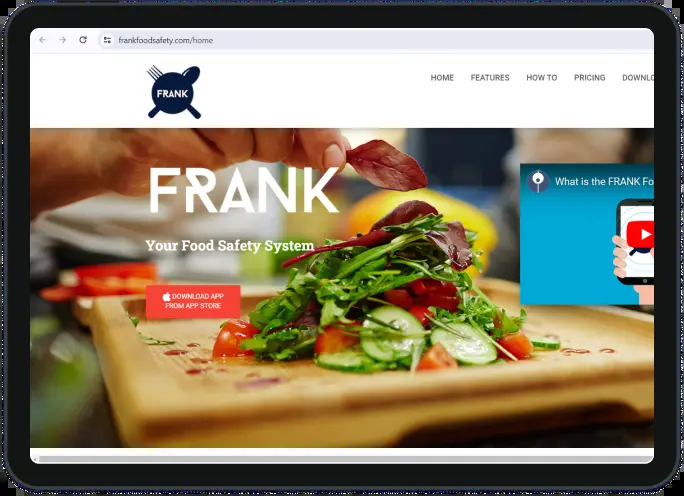 frankfoodsafety.com/home
FRANK
HOME FEATURES HOW TO PRICING DOWNLO
FRANK
Your Food Safety System
DOWNLOAD APP
FROM APP STORE
What is the FRANK Fo